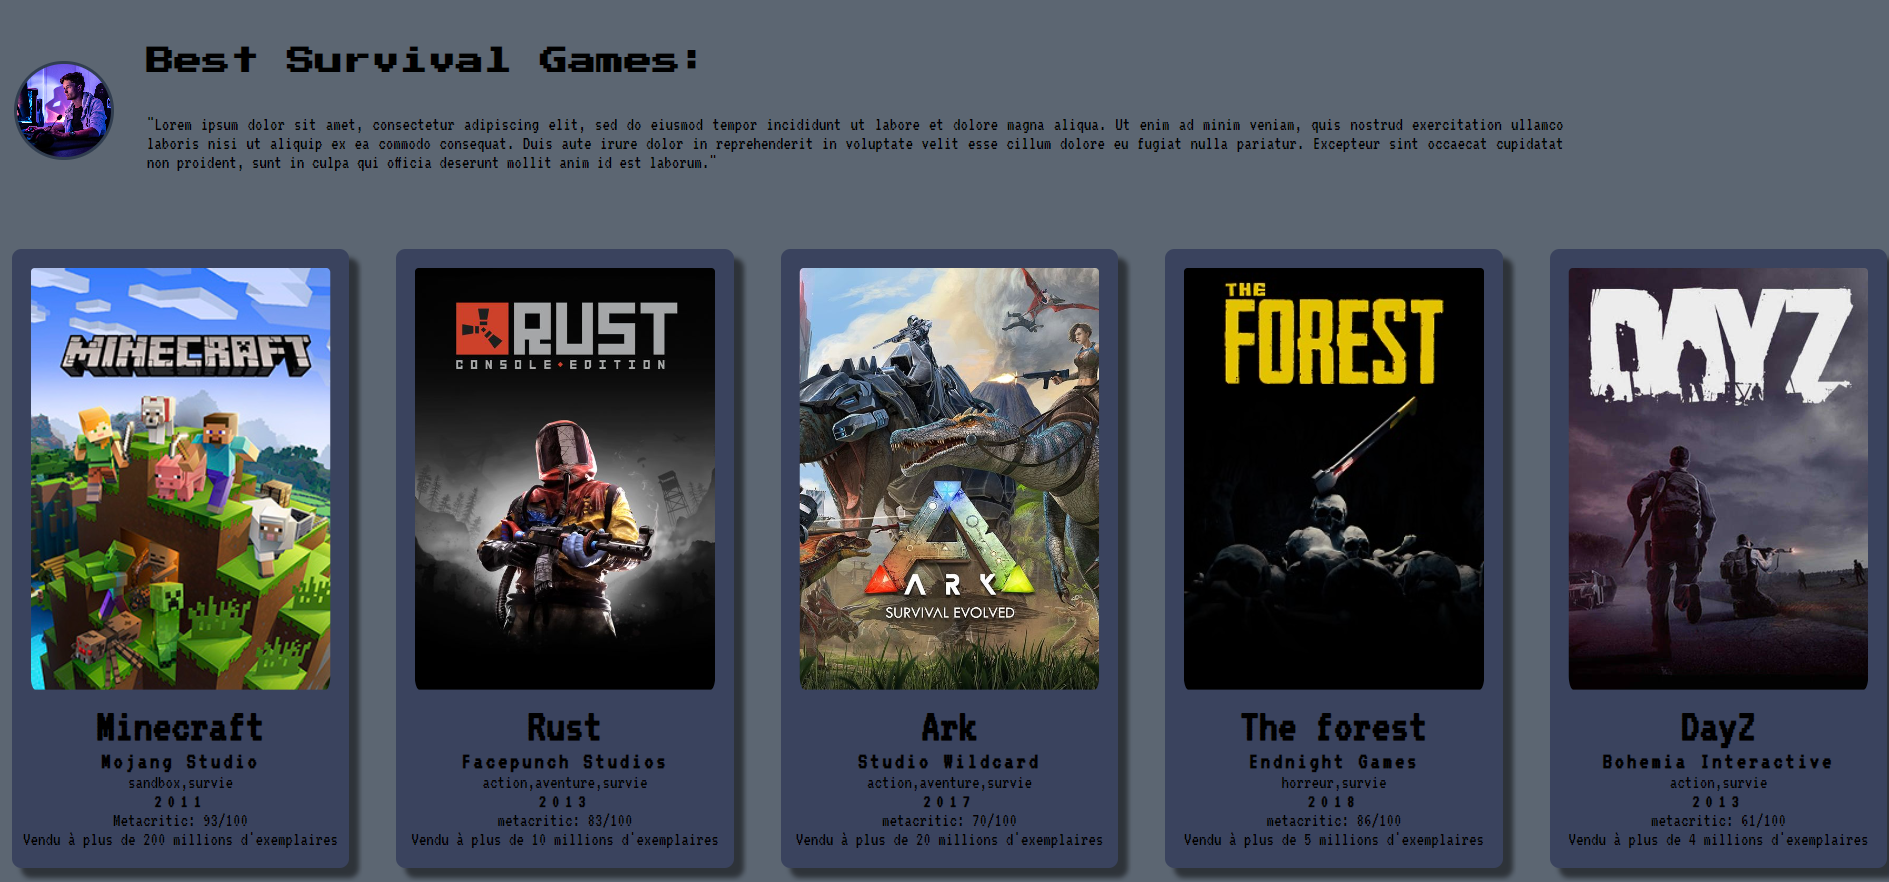 Best Survival Games:
"Lorem ipsum dolor sit amet, consectetur adipiscing elit, sed do eiusmod tempor incididunt ut labore et dolore magna aliqua. Ut enim ad minim veniam, quis nostrud exercitation ullamco
laboris nisi ut aliquip ex ea commodo consequat. Duis aute irure dolor in reprehenderit in voluptate velit esse cillum dolore eu fugiat nulla pariatur. Excepteur sint occaecat cupidatat
non proident, sunt in culpa qui officia deserunt mollit anim id est laborum."
MINECRAFT
Minecraft
Mojang Studio
sandbox,survie
2011
Metacritic: 93/100
Vendu à plus de 200 millions d'exemplaires
RUST
CONSOLE EDITION
Rust
Facepunch Studios
action,aventure,survie
2013
metacritic: 83/100
Vendu à plus de 10 millions d'exemplaires
ARK
SURVIVAL EVOLVED
Ark
Studio Wildcard
action,aventure,survie
2017
metacritic: 70/100
Vendu à plus de 20 millions d'exemplaires
THE
FOREST
The forest
Endnight Games
horreur,survie
2018
metacritic: 86/100
Vendu à plus de 5 millions d'exemplaires
DAYZ
DayZ
Bohemia Interactive
action,survie
2013
metacritic: 61/100
Vendu à plus de 4 millions d'exemplaires